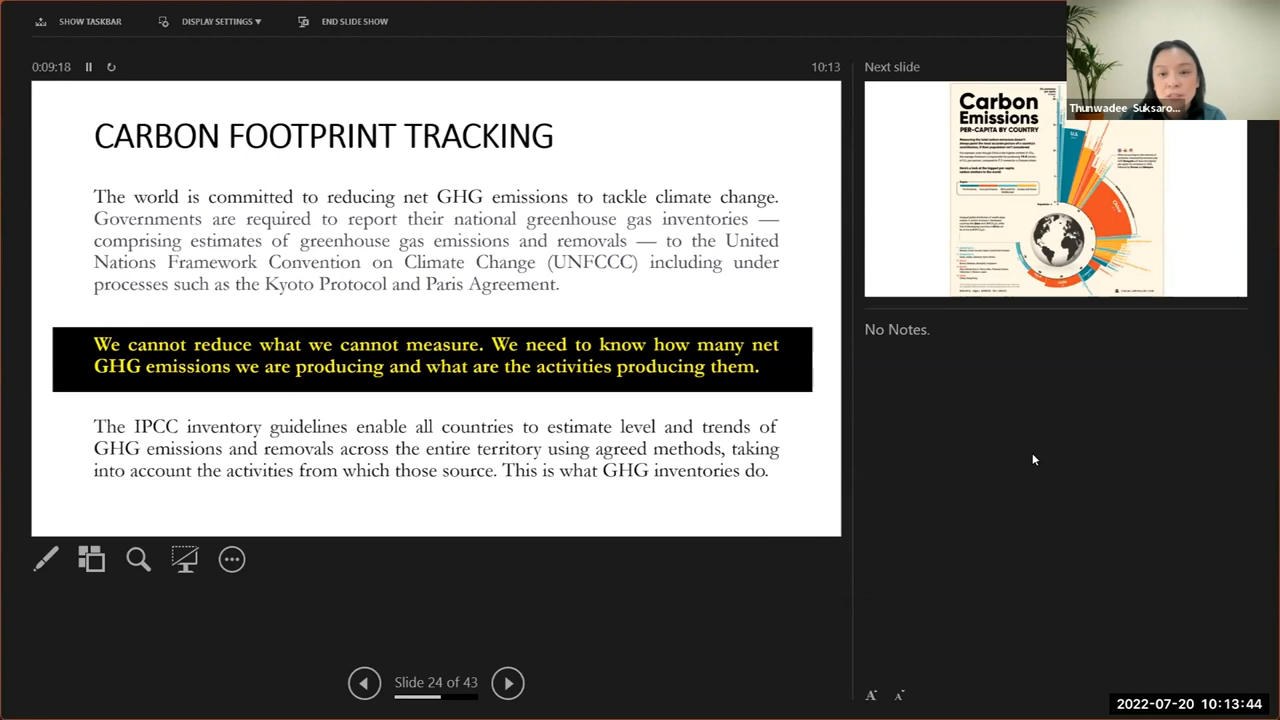 SHOW TASKBAR
DISPLAY SETTINGS ▼
END SLIDE SHOW
0:09:18
10:13
CARBON FOOTPRINT TRACKING
The world is committed to reducing net GHG emissions to tackle climate change.
Governments are required to report their national greenhouse gas inventories —
comprising estimates of greenhouse gas emissions and removals — to the United
Nations Framework Convention on Climate Change (UNFCCC) including under
processes such as the Kyoto Protocol and Paris Agreement.
We cannot reduce what we cannot measure. We need to know how many net
GHG emissions we are producing and what are the activities producing them.
The IPCC inventory guidelines enable all countries to estimate level and trends of
GHG emissions and removals across the entire territory using agreed methods, taking
into account the activities from which those source. This is what GHG inventories do.
Slide 24 of 43
Next slide
Carbon
Emissions
PER-CAPITA BY COUNTRY
U.S.
CHINA
Thunwadee Suksaro...
No Notes.
A A
2022-07-20 10:13:44